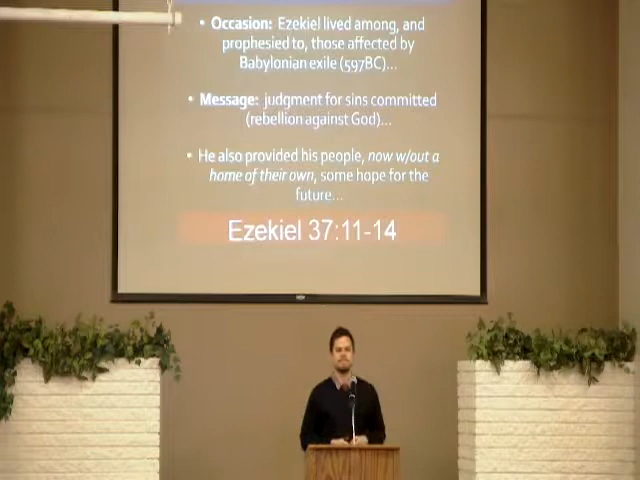 • Occasion: Ezekiel lived among, and
prophesied to, those affected by
Babylonian exile (597BC)...
• Message: judgment for sins committed
(rebellion against God)...
• He also provided his people, now w/out a
home of their own, some hope for the
future...
Ezekiel 37:11-14